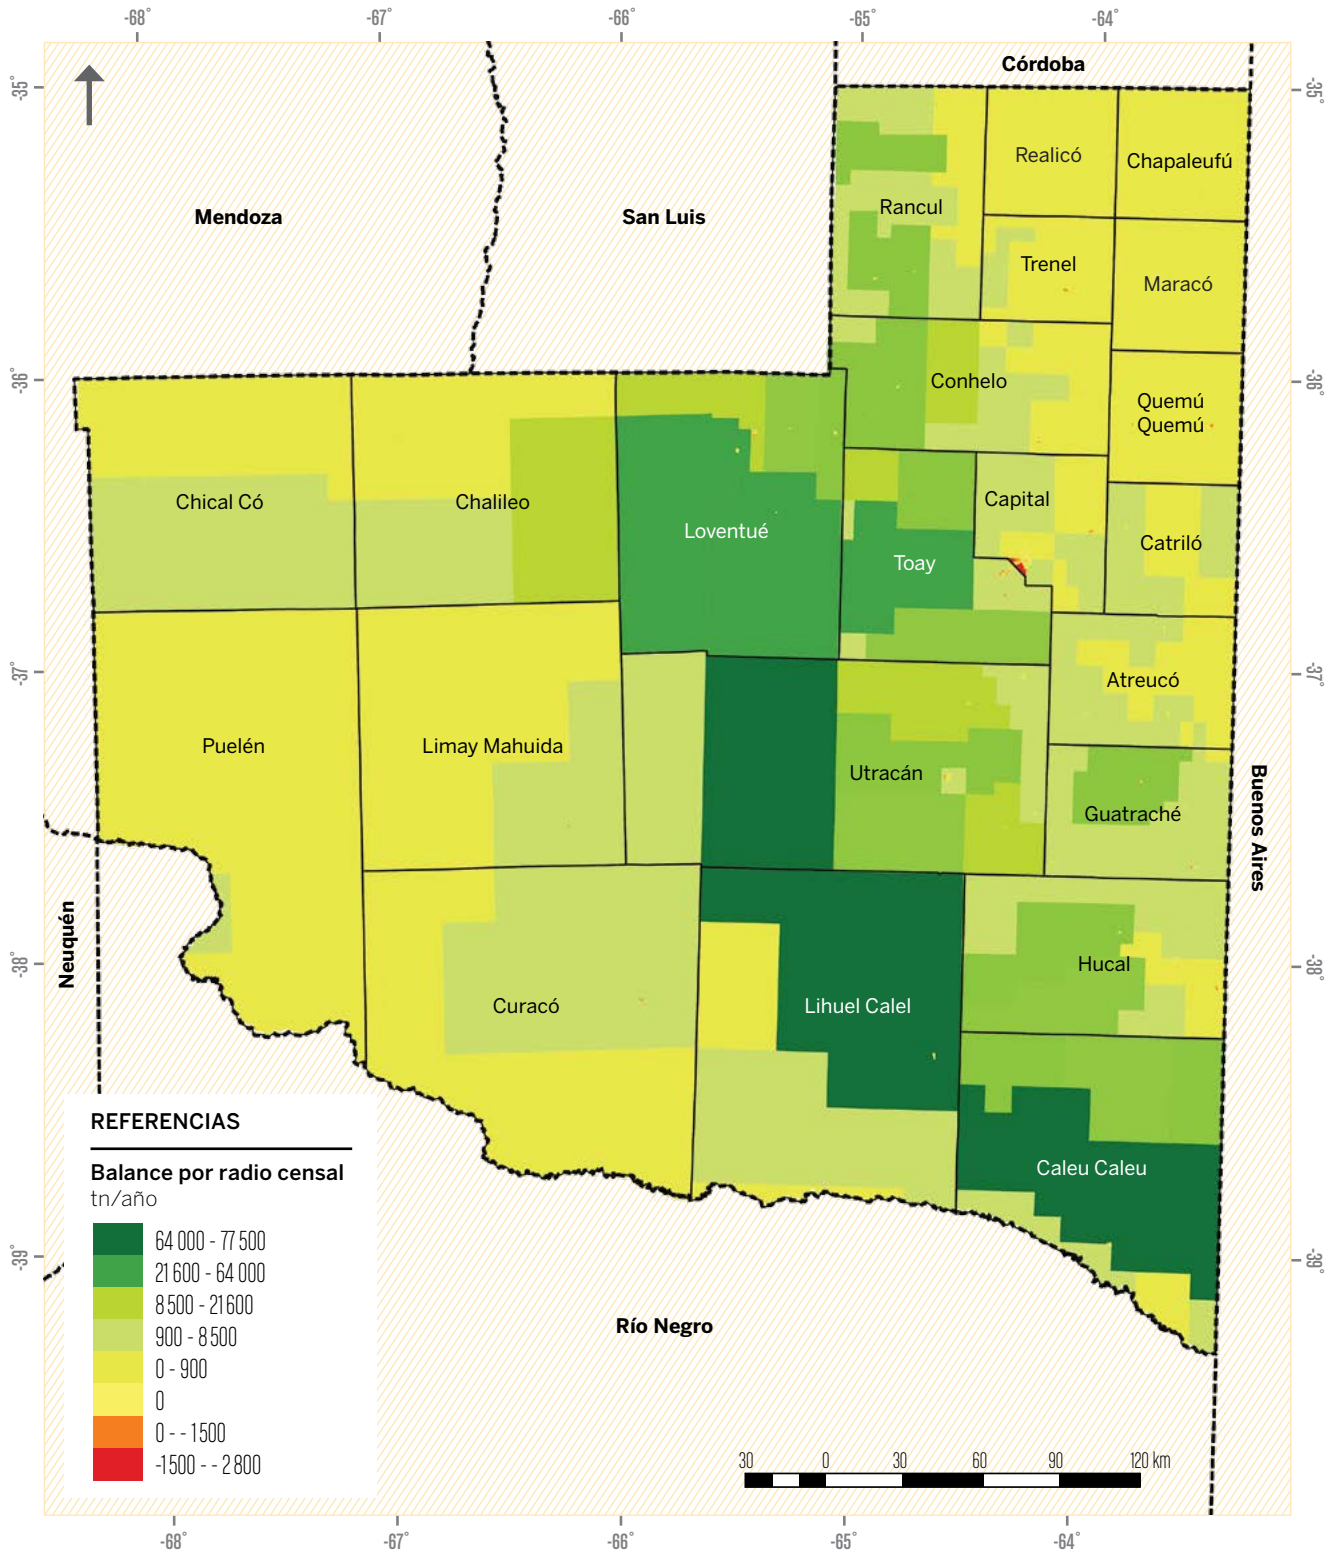 -68°
-67°
-66°
-65°
-64°
-35°
-35°
Córdoba
Realicó
Chapaleufú
Mendoza
San Luis
Rancul
Trenel
Maracó
-36°
-36°
Conhelo
Quemú
Quemú
Chical Có
Chalileo
Capital
Loventué
Catriló
Toay
-37°
-37°
Atreucó
Puelén
Limay Mahuida
Utracán
Guatraché
Buenos Aires
Neuquén
-38°
-38°
Hucal
Curacó
Lihuel Calel
Caleu Caleu
-39°
-39°
Río Negro
REFERENCIAS
Balance por radio censal
tn/año
64 000 - 77 500
21 600 - 64 000
8 500 - 21 600
900 - 8 500
0 - 900
0
0 - - 1500
-1500 - - 2 800
30 0 30 60 90 120 km
-68°
-67°
-66°
-65°
-64°